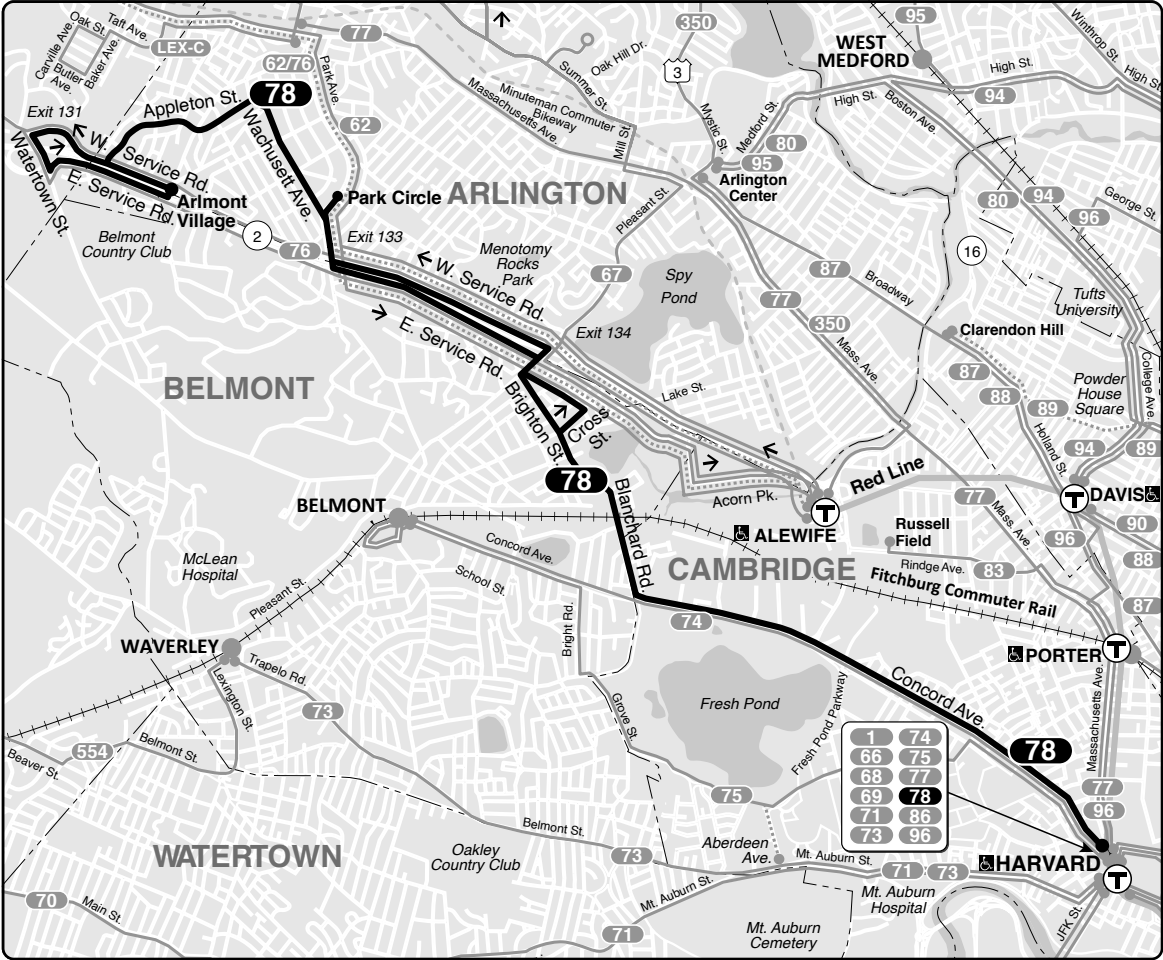 Oak St.
Taft Ave.
Carville Ave.
Butler
Ave.
Baker Ave.
LEX-C
77
62/76
Park Ave.
62
350
3
Summer St.
Oak Hill Dr.
Minuteman Commuter
Bikeway
Massachusetts Ave.
Mill St.
Mystic St.
Medford St.
80
95
Arlington
Center
95
WEST
MEDFORD
Winthrop St.
High St.
High St.
High St.
94
Boston Ave.
80
94
96
George St.
16
Tufts
University
College Ave.
Exit 131
Appleton St.
78
W. Service Rd.
E. Service Rd.
Watertown St.
Arlmont
Village
Wachusett Ave.
Park Circle
ARLINGTON
Pleasant St.
Belmont
Country Club
2
76
Exit 133
W. Service Rd.
Menotomy
Rocks
Park
67
Spy
Pond
77
87
Broadway
350
Mass. Ave.
Clarendon Hill
87
88
89
Powder
House
Square
Holland St.
94
89
E. Service Rd.
Exit 134
Lake St.
BELMONT
Brighton St.
Cross
St.
78
Blanchard Rd.
Acorn Pk.
Red Line
T
ALEWIFE
77
Mass. Ave.
T
DAVIS
90
96
88
BELMONT
Concord Ave.
School St.
McLean
Hospital
Pleasant St.
CAMBRIDGE
Russell
Field
Rindge Ave.
83
Fitchburg Commuter Rail
87
WAVERLEY
Trapelo Rd.
Lexington St.
73
Bright Rd.
74
T
PORTER
Concord Ave.
Massachusetts Ave.
Grove St.
Fresh Pond
Fresh Pond Parkway
78
554
Beaver St.
Belmont St.
1
74
66
75
68
77
69
78
71
86
73
96
77
96
75
WATERTOWN
Belmont St.
Oakley
Country Club
73
Aberdeen
Ave.
Mt. Auburn St.
71
73
HARVARD
T
Mt. Auburn St.
Mt. Auburn
Hospital
70
Main St.
71
Mt. Auburn
Cemetery
JFK St.